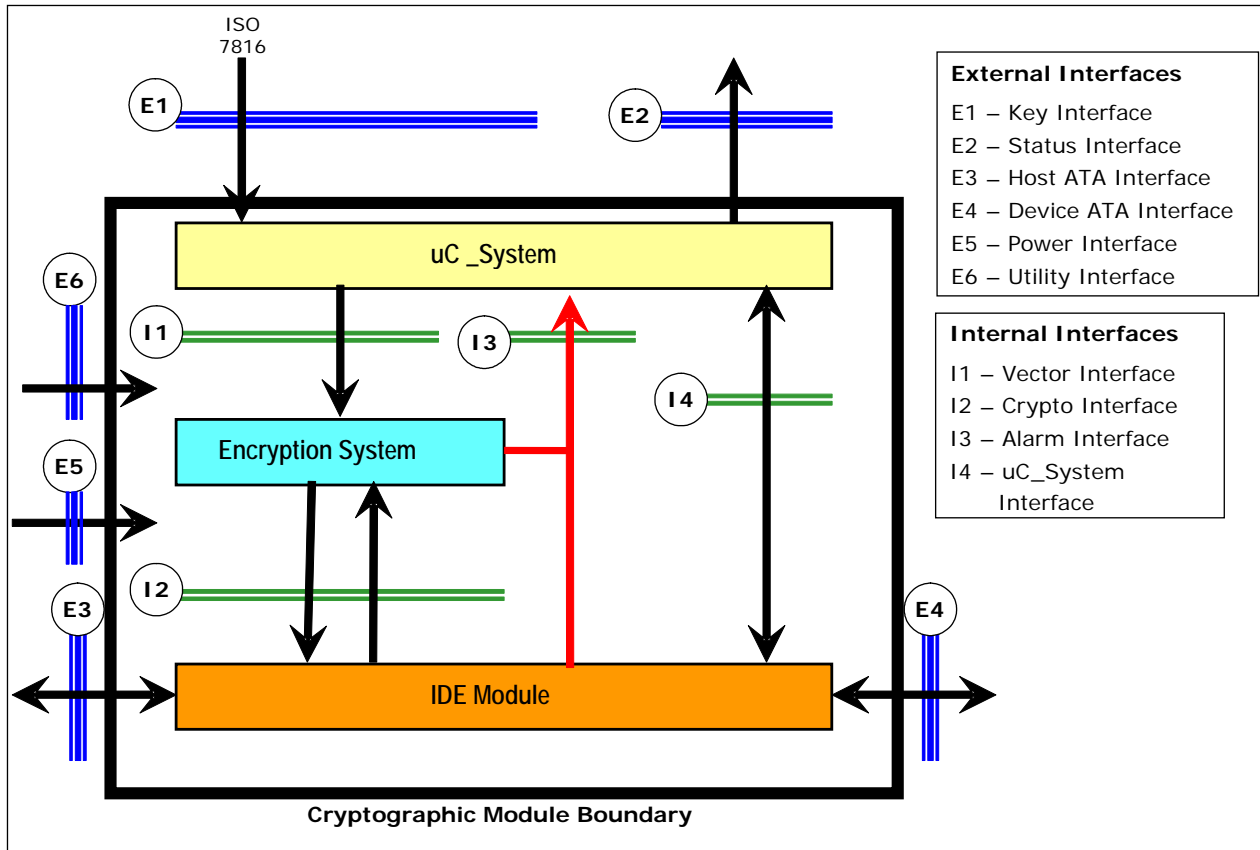 ISO
7816
E1
E2
External Interfaces
E1 – Key Interface
E2 – Status Interface
E3 – Host ATA Interface
E4 – Device ATA Interface
E5 – Power Interface
E6 – Utility Interface
uC _System
E6
I1
I3
Internal Interfaces
I1 – Vector Interface
I2 – Crypto Interface
I3 – Alarm Interface
I4 – uC_System
Interface
I4
Encryption System
E5
I2
E3
E4
IDE Module
Cryptographic Module Boundary